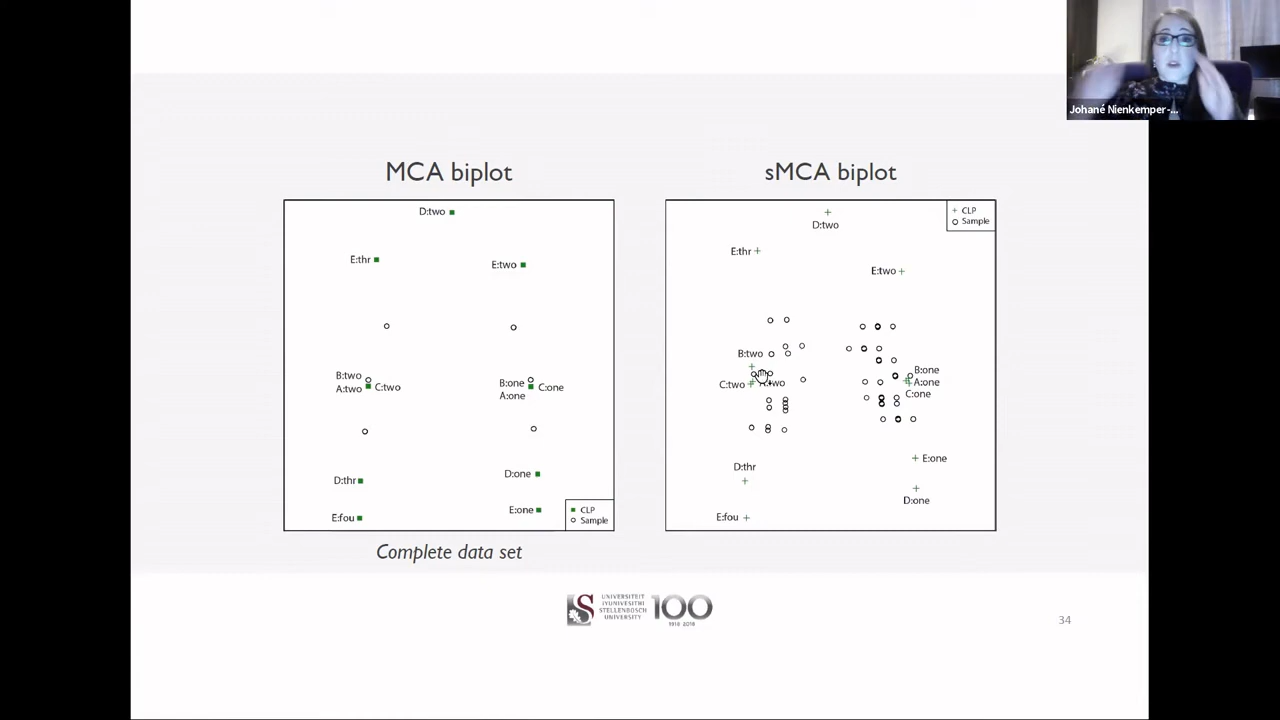 Johané Nienkemper-...
MCA biplot
D:two
E:thr
E:two
B:two
A:two
C:two
B:one
A:one
C:one
D:thr
D:one
E:fou
E:one
CLP
Sample
Complete data set
sMCA biplot
CLP
Sample
D:two
E:thr
E:two
B:two
C:two
B:one
A:one
C:one
E:one
D:thr
D:one
E:fou
UNIVERSITEIT
IYUNIVESITHI
STELLENBOSCH
UNIVERSITY
100
1918 2018
34